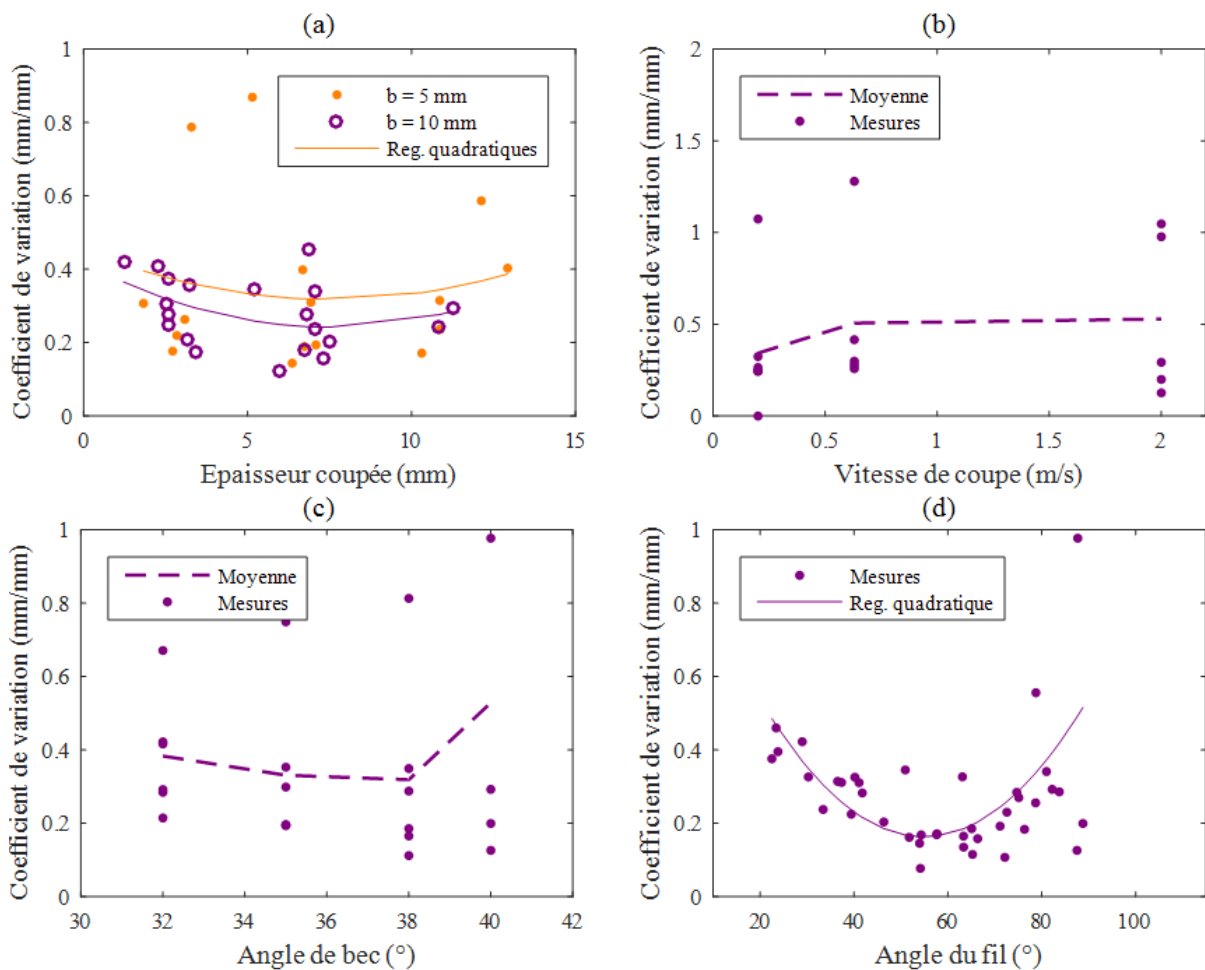 (a)
Coefficient de variation (mm/mm)
1
0.8
0.6
0.4
0.2
0
b = 5 mm
b = 10 mm
Reg. quadratiques
0 5 10 15
Epaisseur coupée (mm)
(b)
Coefficient de variation (mm/mm)
2
1.5
1
0.5
0
Moyenne
Mesures
0 0.5 1 1.5 2
Vitesse de coupe (m/s)
(c)
Coefficient de variation (mm/mm)
1
0.8
0.6
0.4
0.2
0
Moyenne
Mesures
30 32 34 36 38 40 42
Angle de bec (°)
(d)
Coefficient de variation (mm/mm)
1
0.8
0.6
0.4
0.2
0
Mesures
Reg. quadratique
20 40 60 80 100
Angle du fil (°)